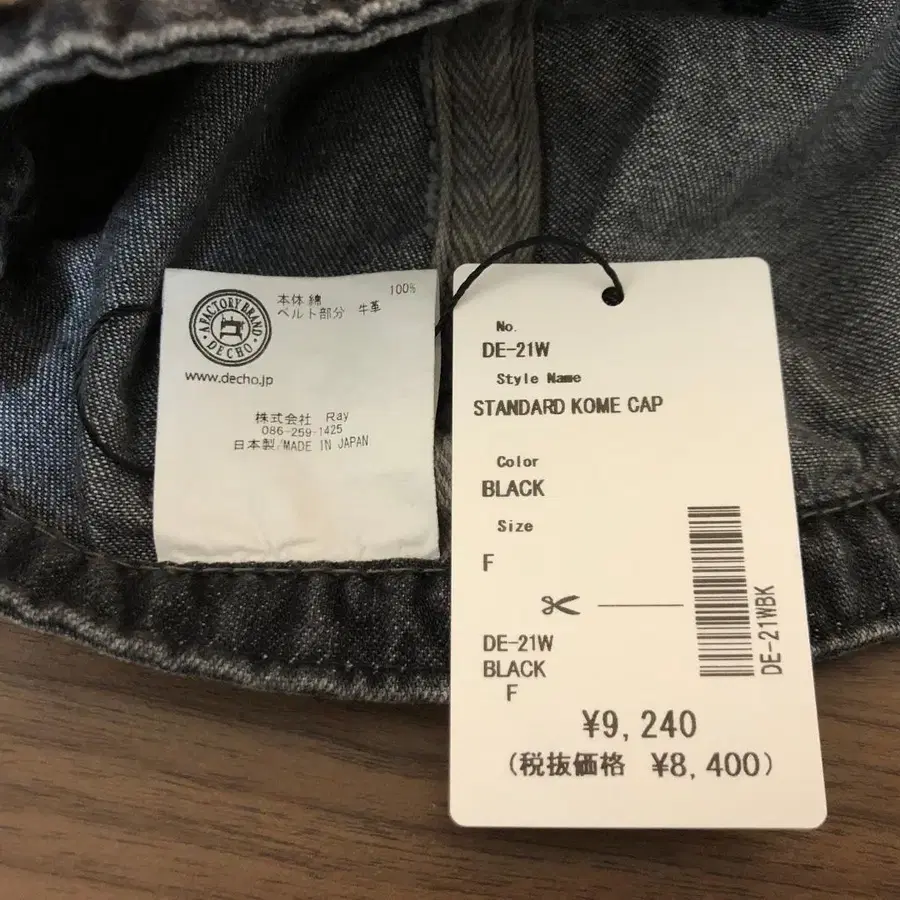 A FACTORY BRAND
DECHO
www.decho.jp
本体 綿 100%
ベルト部分 牛革
株式会社 Ray
086-259-1425
日本製/MADE IN JAPAN
No.
DE-21W
Style Name
STANDARD KOME CAP
Color
BLACK
Size
F
DE-21W
BLACK
F
DE-21WBK
¥9,240
(税抜価格 ¥8,400)